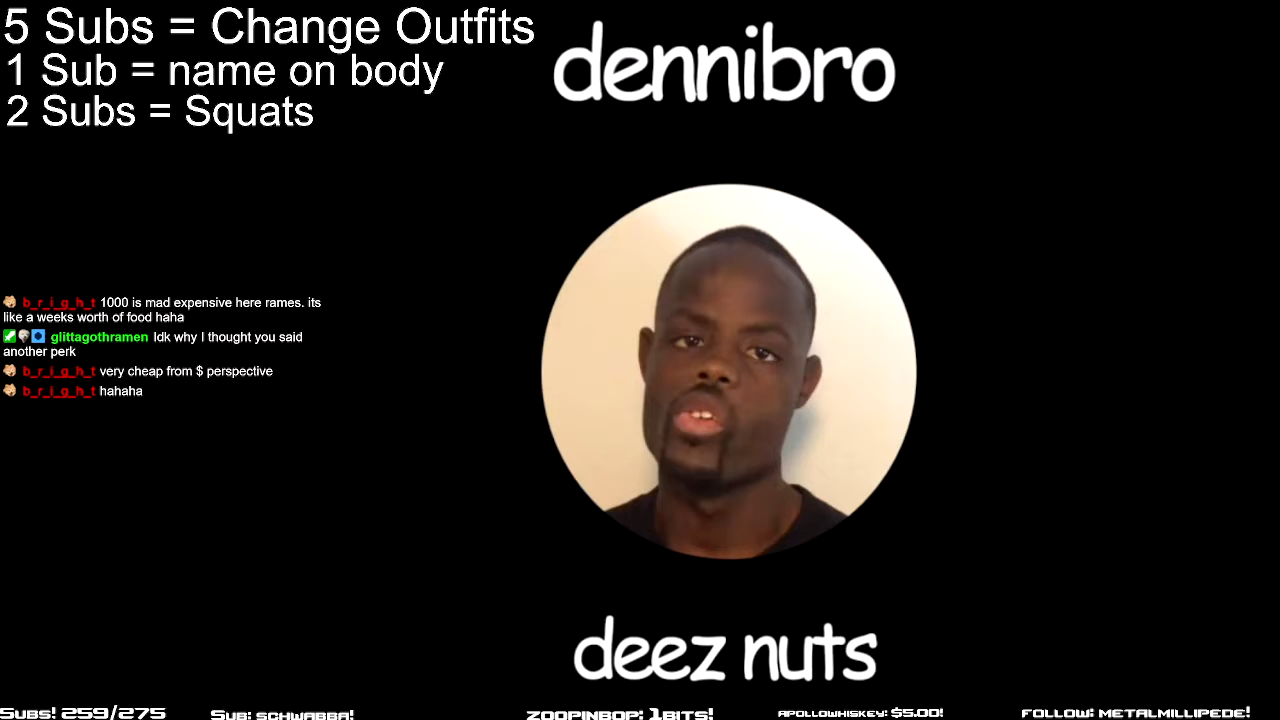 5 Subs = Change Outfits
1 Sub = name on body
2 Subs = Squats
dennibro
b_r_i_g_h_t 1000 is mad expensive here rames. its
like a weeks worth of food haha
glittagothramen Idk why I thought you said
another perk
b_r_i_g_h_t very cheap from $ perspective
b_r_i_g_h_t hahaha
deez nuts
Subs! 259/275
Sub: schwabba!
zoopinbop: 1bits!
apollowhiskey: $5.00!
Follow: metalmillipede!